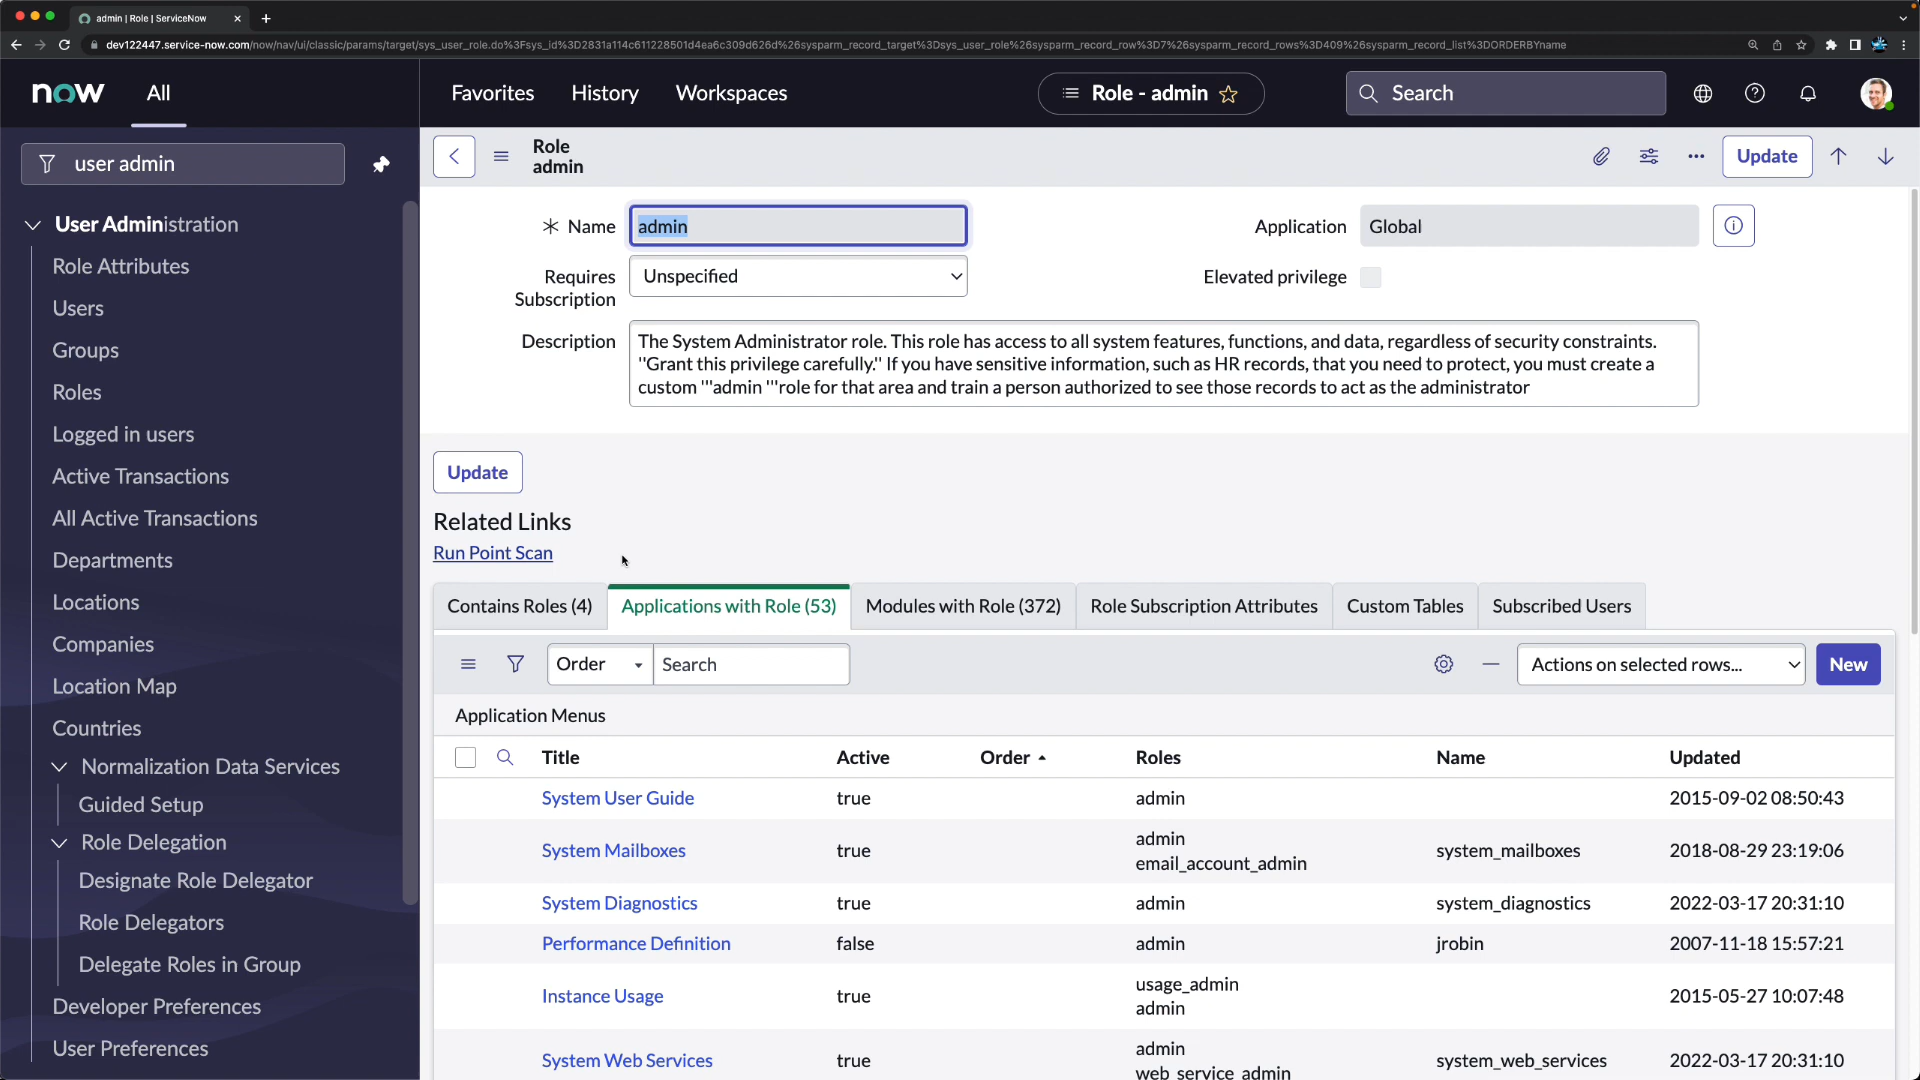 admin | Role | ServiceNow
dev122447.service-now.com/now/nav/ui/classic/params/target/sys_user_role.do%3Fsys_id%3D2831a114c611228501d4ea6c309d626d%26sysparm_record_target%3Dsys_user_role%26sysparm_record_row%3D7%26sysparm_record_rows%3D409%26sysparm_record_list%3DORDERBYname
now All Favorites History Workspaces Role - admin Search
user admin
User Administration
Role Attributes
Users
Groups
Roles
Logged in users
Active Transactions
All Active Transactions
Departments
Locations
Companies
Location Map
Countries
Normalization Data Services
Guided Setup
Role Delegation
Designate Role Delegator
Role Delegators
Delegate Roles in Group
Developer Preferences
User Preferences
Role
admin
Update
Name admin Application Global
Requires Subscription Unspecified Elevated privilege
Description
The System Administrator role. This role has access to all system features, functions, and data, regardless of security constraints.
''Grant this privilege carefully.'' If you have sensitive information, such as HR records, that you need to protect, you must create a
custom '''admin '''role for that area and train a person authorized to see those records to act as the administrator
Update
Related Links
Run Point Scan
Contains Roles (4) Applications with Role (53) Modules with Role (372) Role Subscription Attributes Custom Tables Subscribed Users
Order Search Actions on selected rows... New
Application Menus
Title Active Order Roles Name Updated
System User Guide true admin 2015-09-02 08:50:43
System Mailboxes true admin email_account_admin system_mailboxes 2018-08-29 23:19:06
System Diagnostics true admin system_diagnostics 2022-03-17 20:31:10
Performance Definition false admin jrobin 2007-11-18 15:57:21
Instance Usage true usage_admin admin 2015-05-27 10:07:48
System Web Services true admin web_service_admin system_web_services 2022-03-17 20:31:10